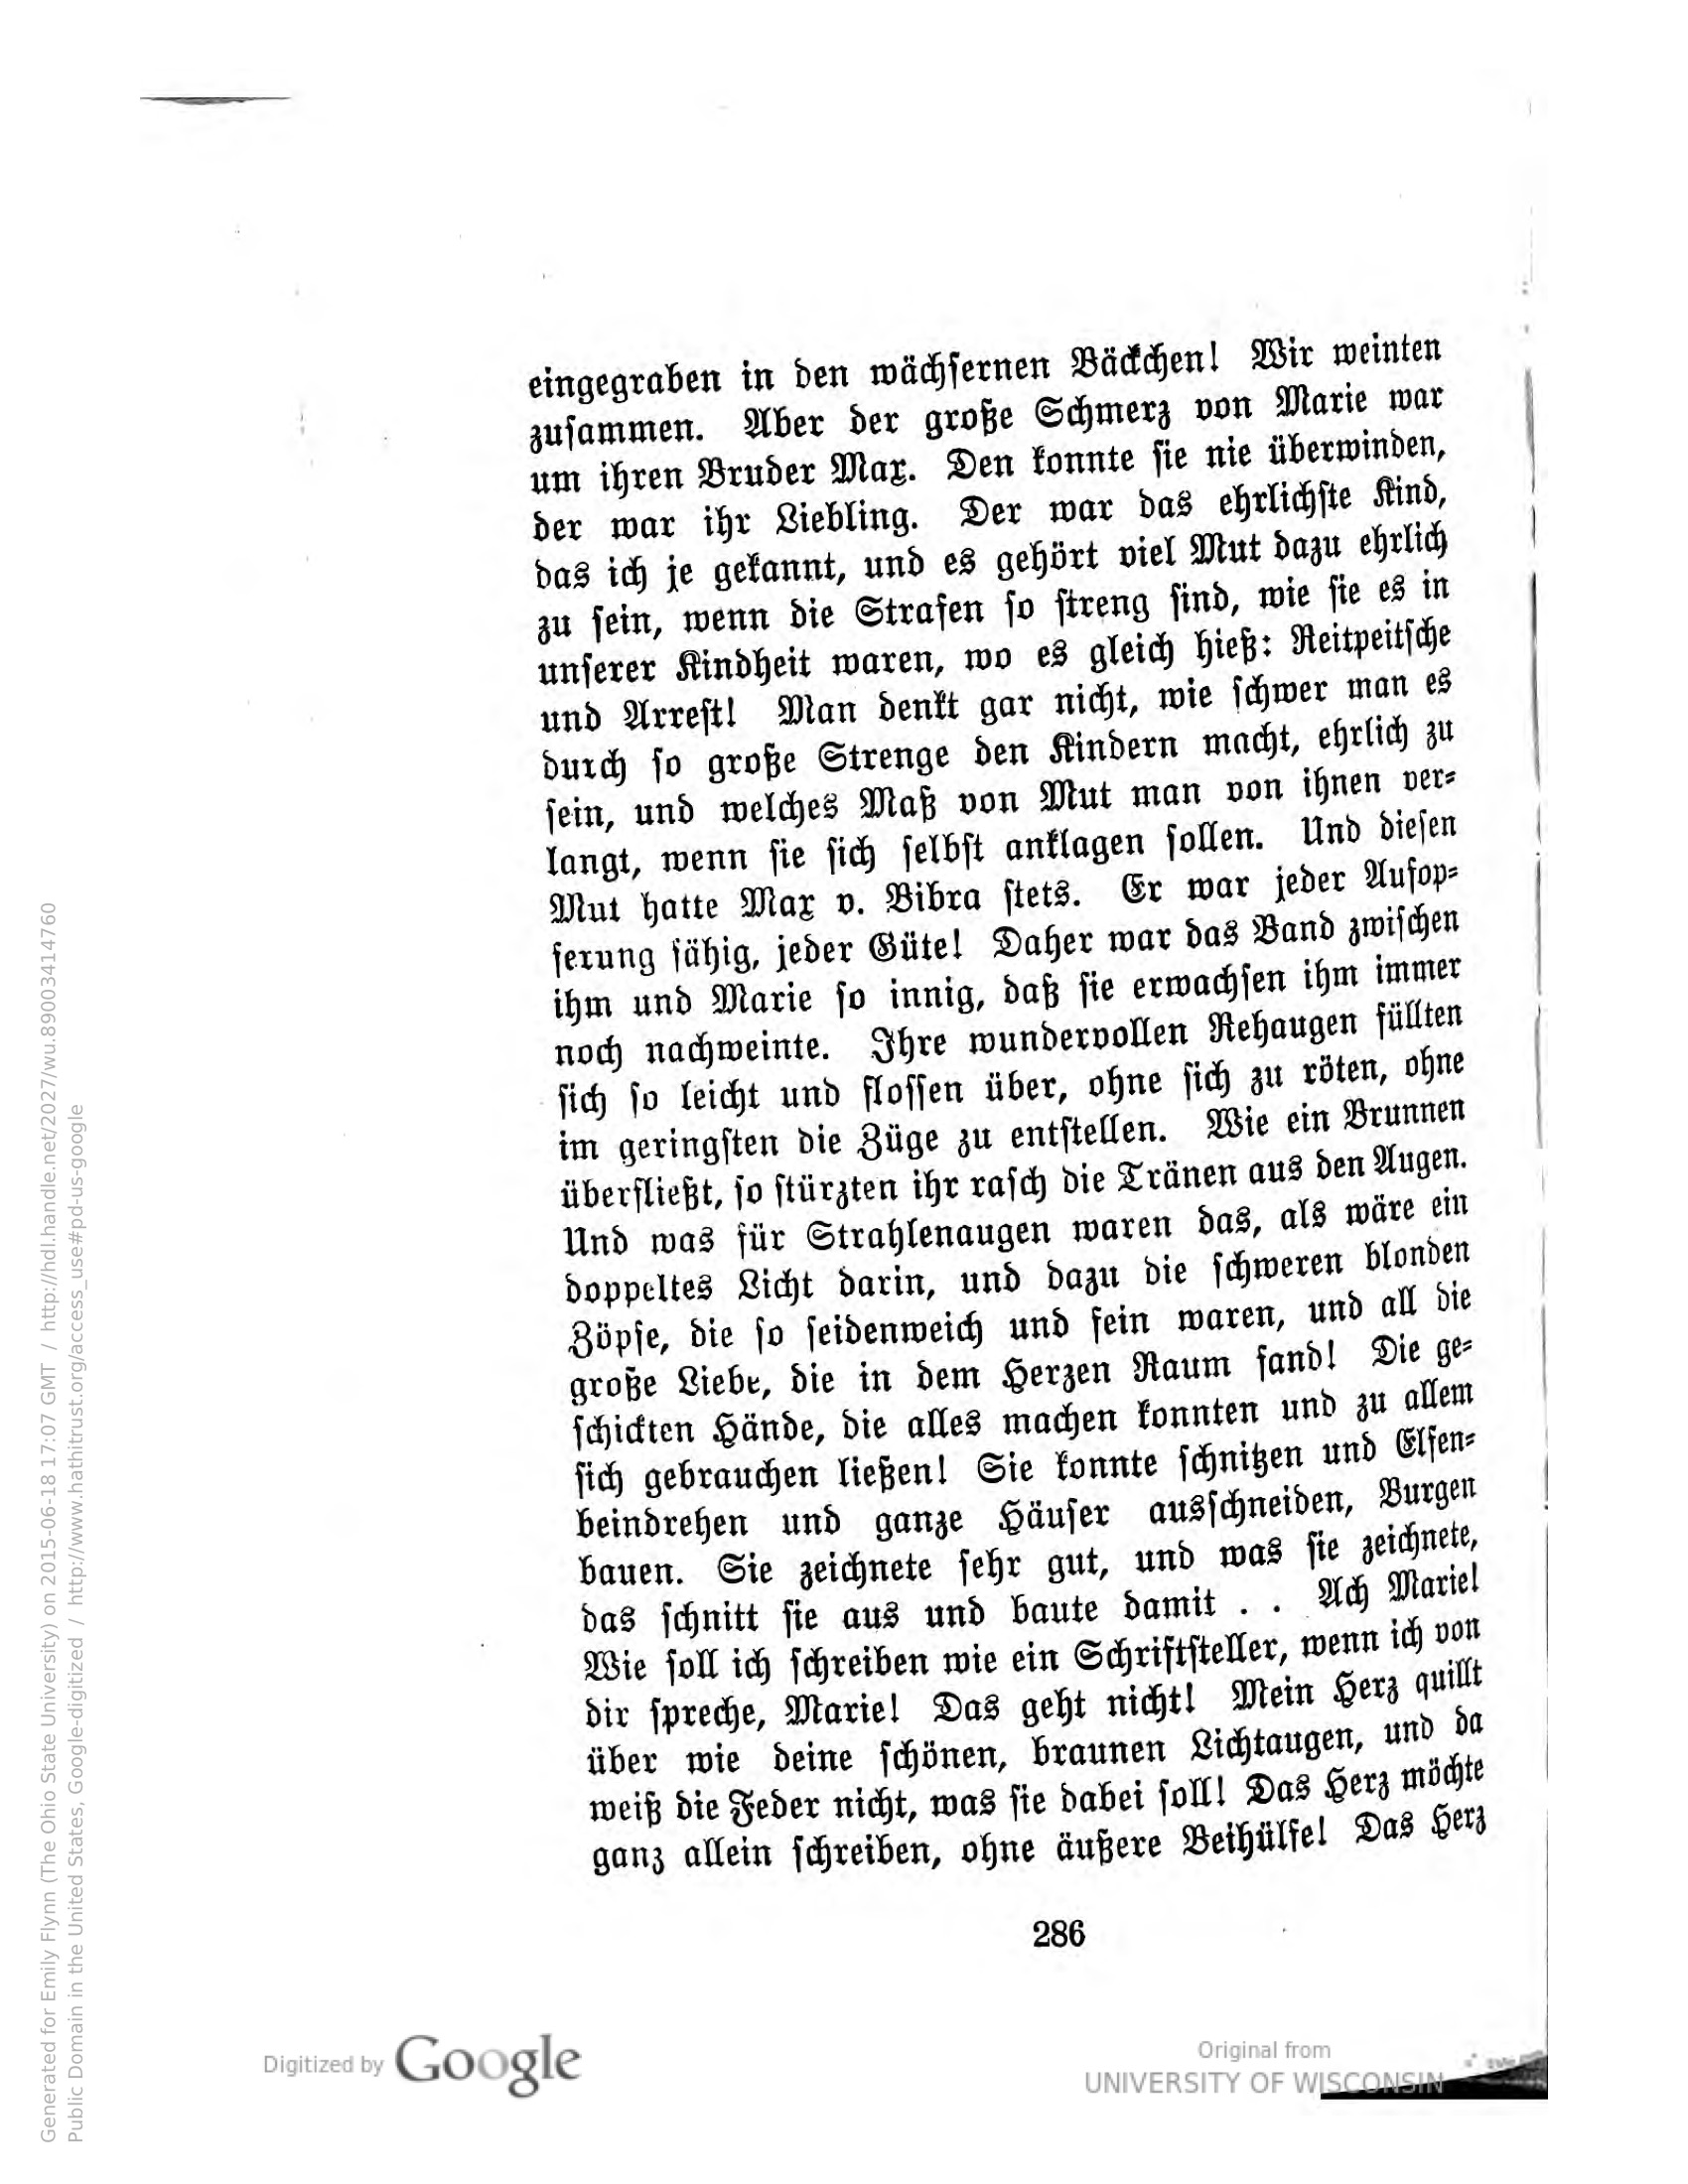 eingegraben in den wächsernen Bäckchen! Wir weinten
zusammen. Aber der große Schmerz von Marie war
um ihren Bruder Max. Den konnte sie nie überwinden,
der war ihr Liebling. Der war das ehrlichste Kind,
das ich je gekannt, und es gehört viel Mut dazu ehrlich
zu sein, wenn die Strafen so streng sind, wie sie es in
unserer Kindheit waren, wo es gleich hieß: Reitpeitsche
und Arrest! Man denkt gar nicht, wie schwer man es
durch so große Strenge den Kindern macht, ehrlich zu
sein, und welches Maß von Mut man von ihnen ver-
langt, wenn sie sich selbst anklagen sollen. Und diesen
Mut hatte Max v. Bibra stets. Er war jeder Aufop-
ferung fähig, jeder Güte! Daher war das Band zwischen
ihm und Marie so innig, daß sie erwachsen ihm immer
noch nachweinte. Ihre wundervollen Rehaugen füllten
sich so leicht und flossen über, ohne sich zu röten, ohne
im geringsten die Züge zu entstellen. Wie ein Brunnen
überfließt, so stürzten ihr rasch die Tränen aus den Augen.
Und was für Strahlenaugen waren das, als wäre ein
doppeltes Licht darin, und dazu die schweren blonden
Zöpfe, die so seidenweich und fein waren, und all die
große Liebe, die in dem Herzen Raum fand! Die ge-
schickten Hände, die alles machen konnten und zu allem
sich gebrauchen ließen! Sie konnte schnitzen und Elfen-
beindrehen und ganze Häuser ausschneiden, Burgen
bauen. Sie zeichnete sehr gut, und was sie zeichnete,
das schnitt sie aus und baute damit . . Ach Marie!
Wie soll ich schreiben wie ein Schriftsteller, wenn ich von
dir spreche, Marie! Das geht nicht! Mein Herz quillt
über wie deine schönen, braunen Lichtaugen, und da
weiß die Feder nicht, was sie dabei soll! Das Herz möchte
ganz allein schreiben, ohne äußere Beihülfe! Das Herz
286
Digitized by Google
Original from
UNIVERSITY OF WISCONSIN
Generated for Emily Flynn (The Ohio State University) on 2015-06-18 17:07 GMT / http://hdl.handle.net/2027/wu.89003414760
Public Domain in the United States, Google-digitized / http://www.hathitrust.org/access_use#pd-us-google